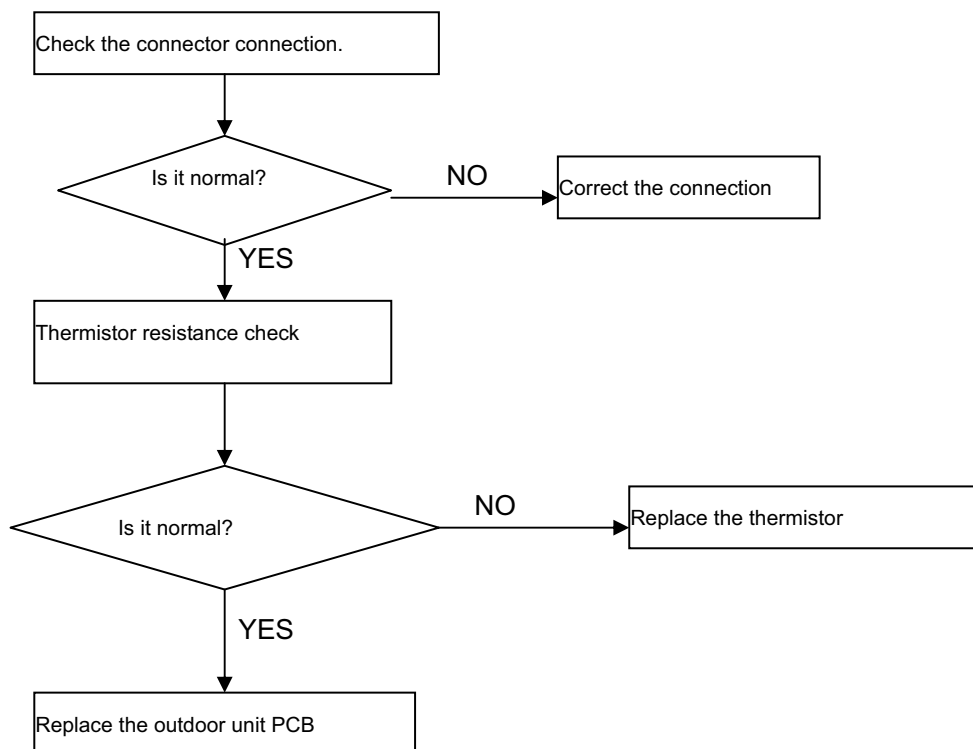 Check the connector connection.
Is it normal?
NO
Correct the connection
YES
Thermistor resistance check
Is it normal?
NO
Replace the thermistor
YES
Replace the outdoor unit PCB